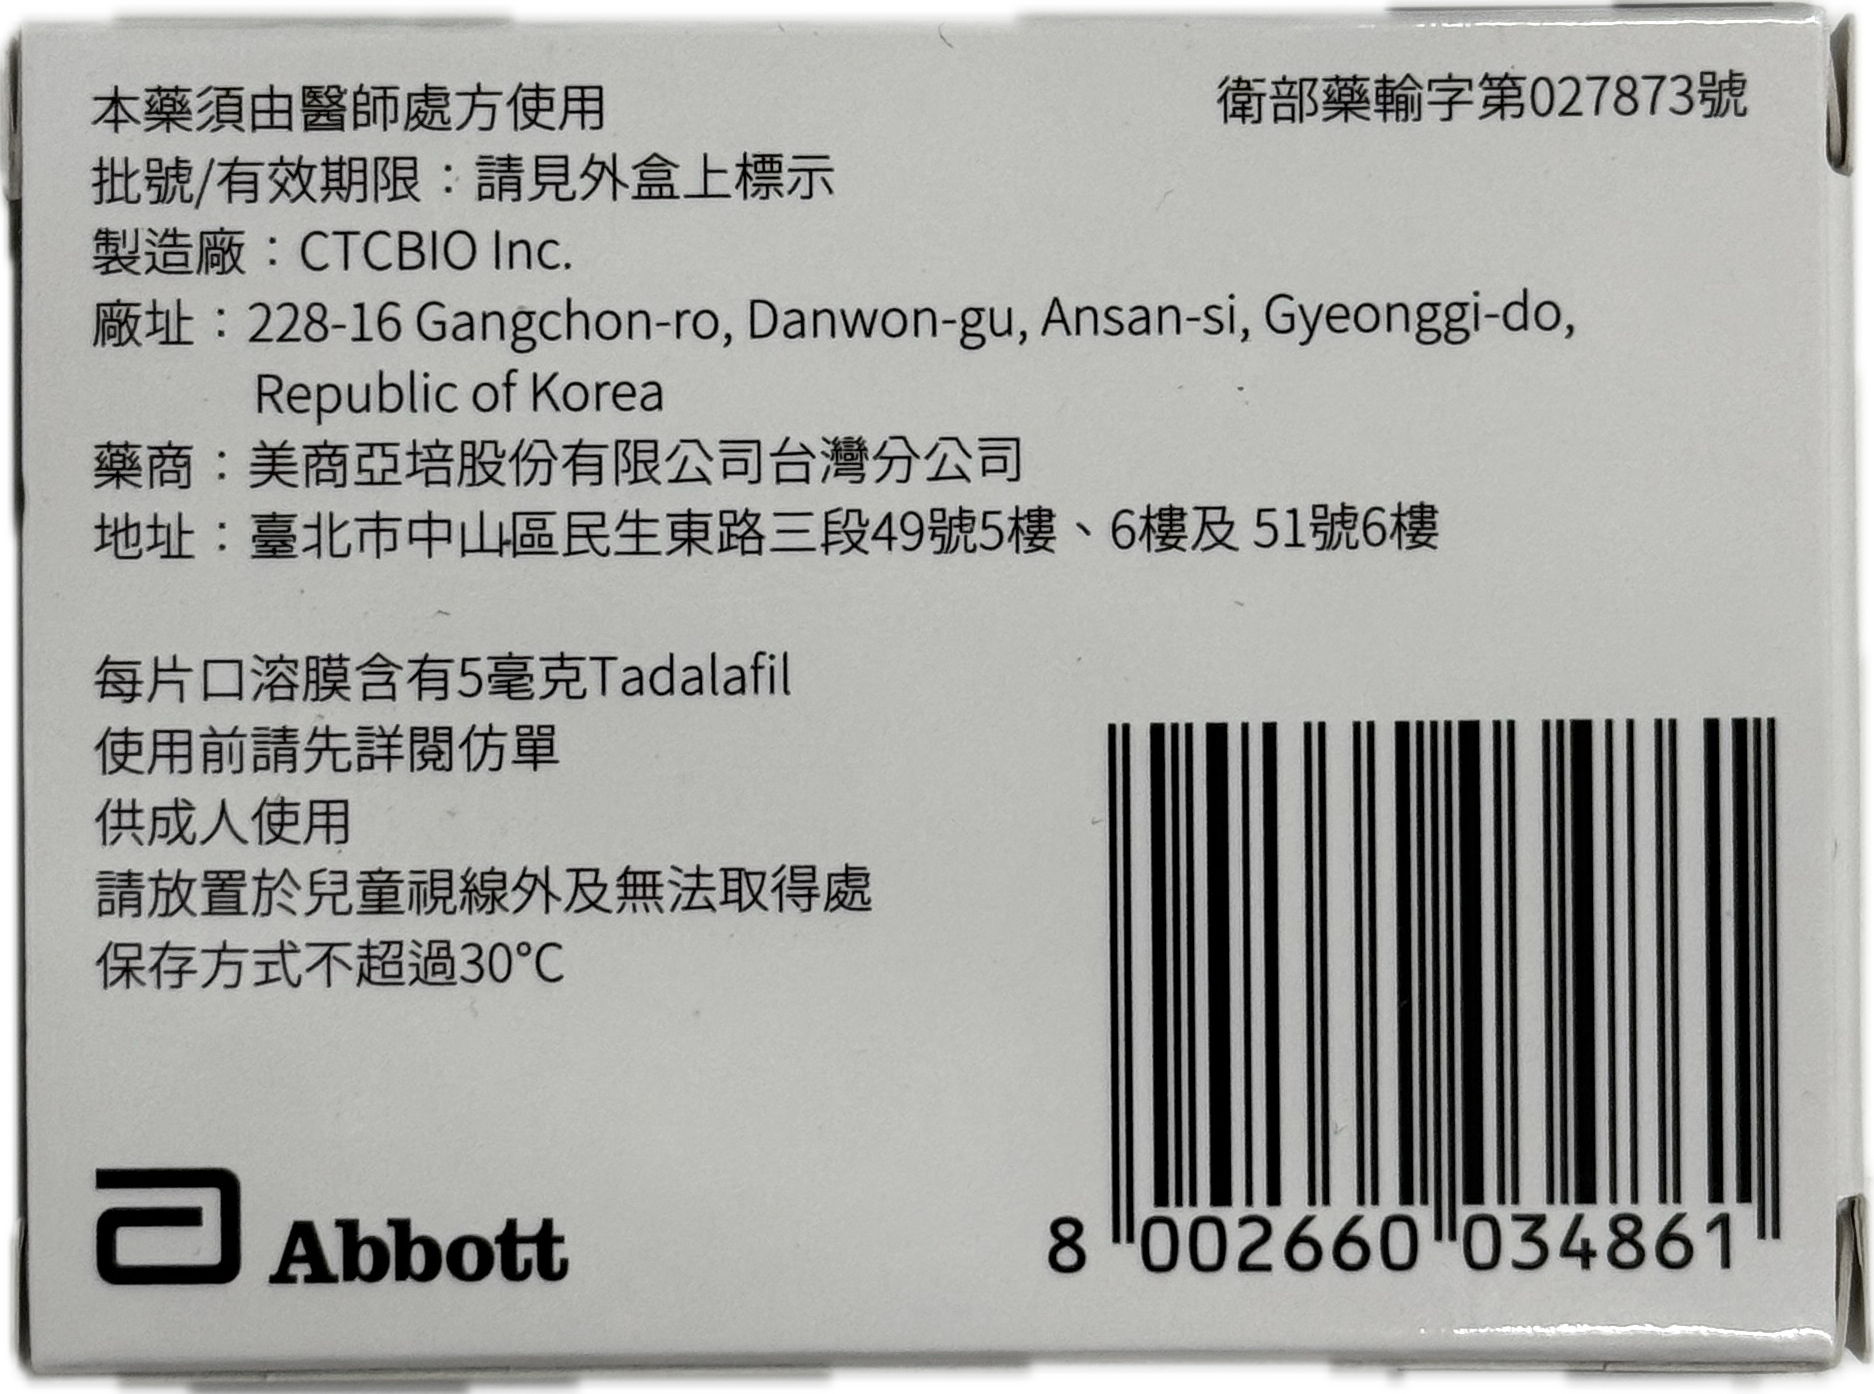 本藥須由醫師處方使用
衛部藥輸字第027873號
批號/有效期限：請見外盒上標示
製造廠：CTCBIO Inc.
廠址：228-16 Gangchon-ro, Danwon-gu, Ansan-si, Gyeonggi-do,
Republic of Korea
藥商：美商亞培股份有限公司台灣分公司
地址：臺北市中山區民生東路三段49號5樓、6樓及 51號6樓
每片口溶膜含有5毫克Tadalafil
使用前請先詳閱仿單
供成人使用
請放置於兒童視線外及無法取得處
保存方式不超過30°C
Abbott
8 002660 034861